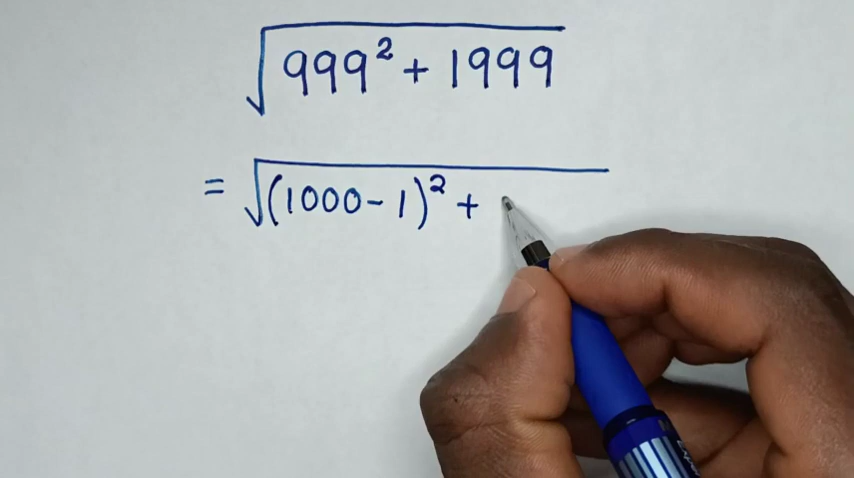 √999² + 1999
= √(1000 - 1)² +